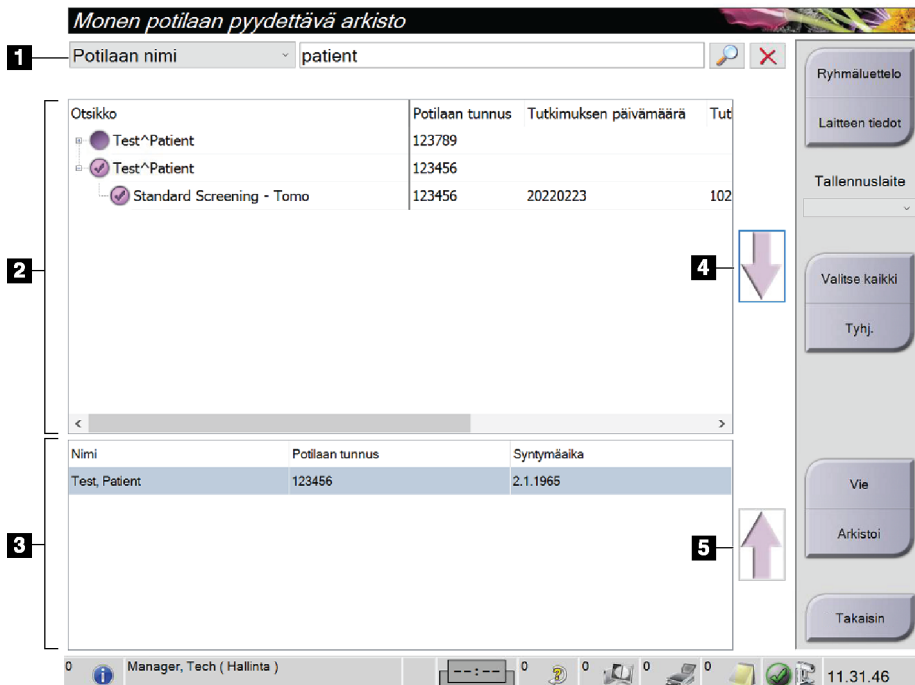 Monen potilaan pyydettävä arkisto
1 Potilaan nimi patient
Ryhmäluettelo
Laitteen tiedot
Tallennuslaite
2
Otsikko Potilaan tunnus Tutkimuksen päivämäärä Tut
Test^Patient 123789
Test^Patient 123456
Standard Screening - Tomo 123456 20220223 102
4
Valitse kaikki
Tyhj.
3
Nimi Potilaan tunnus Syntymäaika
Test, Patient 123456 2.1.1965
5
Vie
Arkistoi
Takaisin
0 Manager, Tech ( Hallinta ) --:-- 0 0 0 0 11.31.46